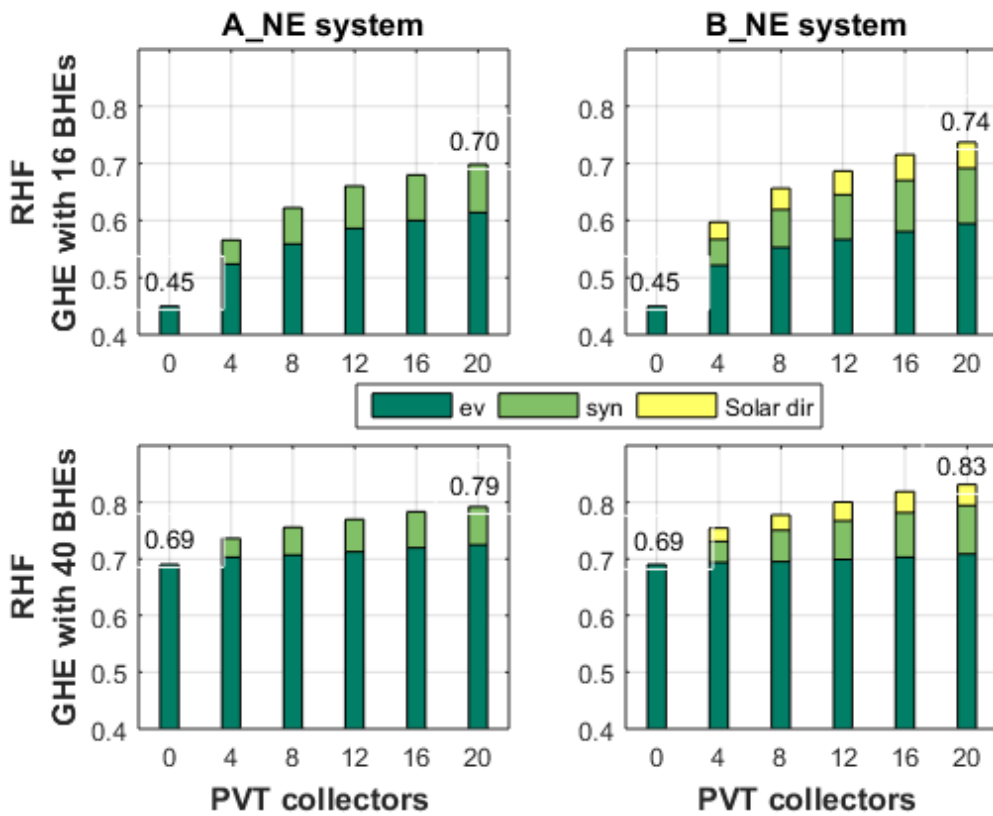 A_NE system
B_NE system
RHF
GHE with 16 BHEs
0.8
0.7
0.6
0.5
0.4
0.45
0.70
0 4 8 12 16 20
0.8
0.7
0.6
0.5
0.4
0.45
0.74
0 4 8 12 16 20
ev syn Solar dir
RHF
GHE with 40 BHEs
0.8
0.7
0.6
0.5
0.4
0.69
0.79
0 4 8 12 16 20
PVT collectors
0.8
0.7
0.6
0.5
0.4
0.69
0.83
0 4 8 12 16 20
PVT collectors